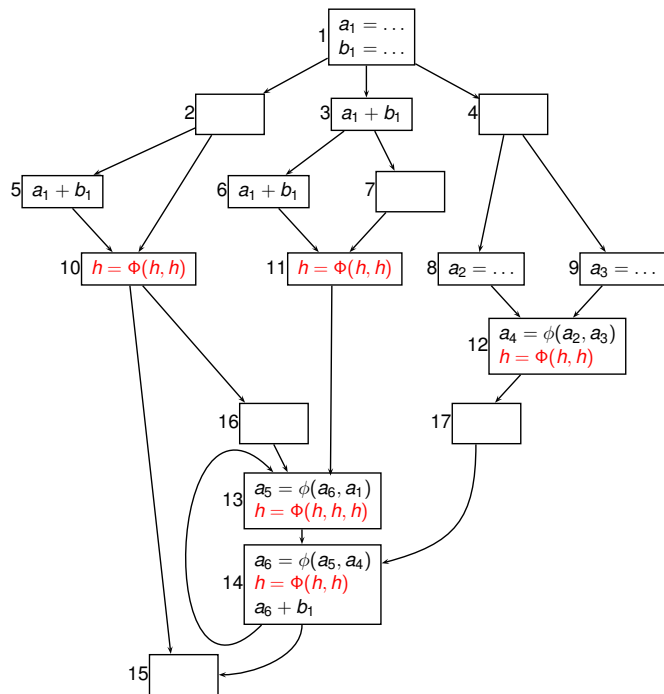 1
a₁ = …
b₁ = …
2
3
a₁ + b₁
4
5
a₁ + b₁
6
a₁ + b₁
7
10
h = Φ(h, h)
11
h = Φ(h, h)
8
a₂ = …
9
a₃ = …
12
a₄ = ϕ(a₂, a₃)
h = Φ(h, h)
16
17
13
a₅ = ϕ(a₆, a₁)
h = Φ(h, h, h)
14
a₆ = ϕ(a₅, a₄)
h = Φ(h, h)
a₆ + b₁
15